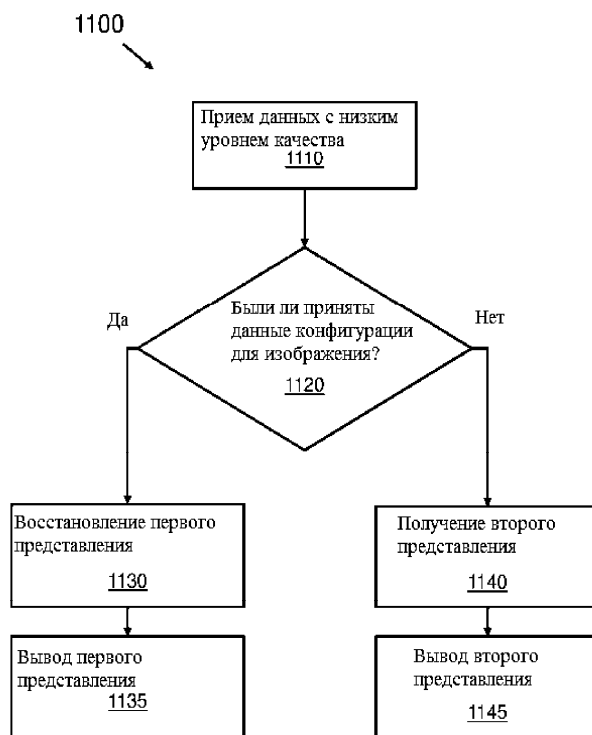 1100
Прием данных с низким
уровнем качества
1110
Были ли приняты
данные конфигурации
для изображения?
1120
Да
Нет
Восстановление первого
представления
1130
Получение второго
представления
1140
Вывод первого
представления
1135
Вывод второго
представления
1145